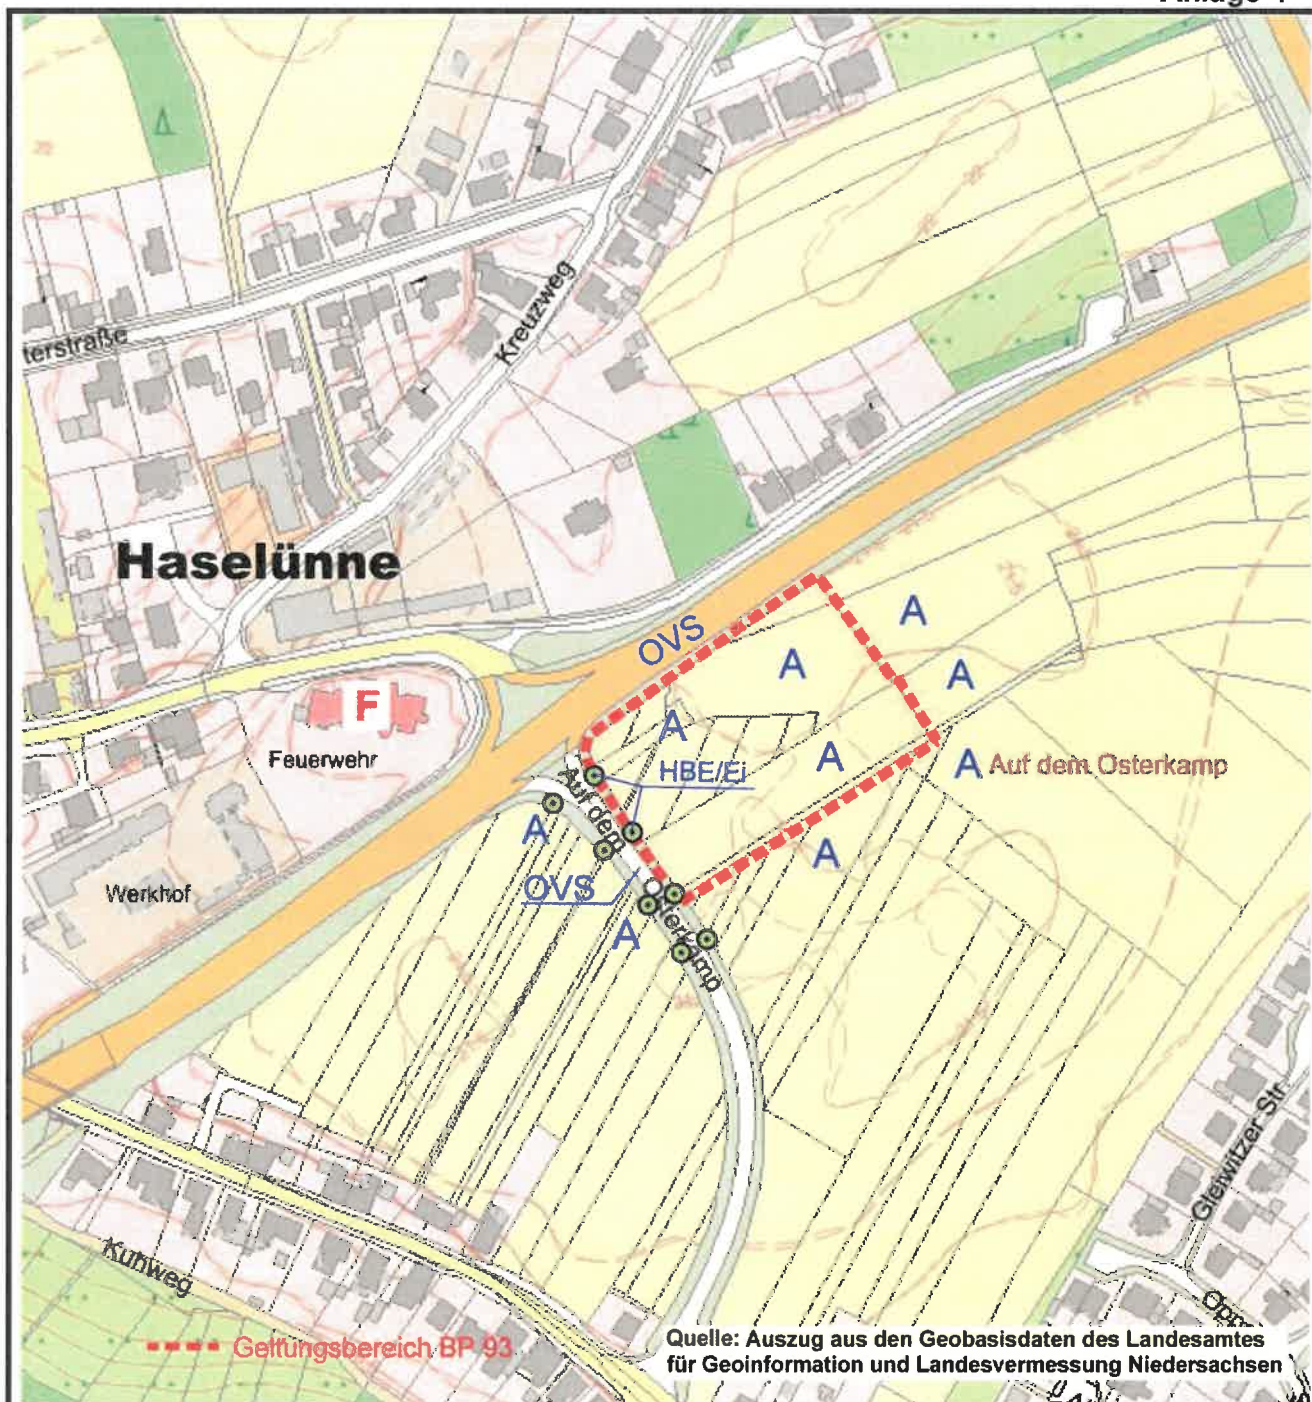 terstraße
Kreuzweg
Haselünne
OVS
A
A
A
A
F
Feuerwehr
HBE/Ei
A
A Auf dem Osterkamp
Auf dem
A
A
Werkhof
OVS
A
Osterkamp
Gleiwitzer Str
Kuhweg
Geltungsbereich BP 93
Quelle: Auszug aus den Geobasisdaten des Landesamtes
für Geoinformation und Landesvermessung Niedersachsen